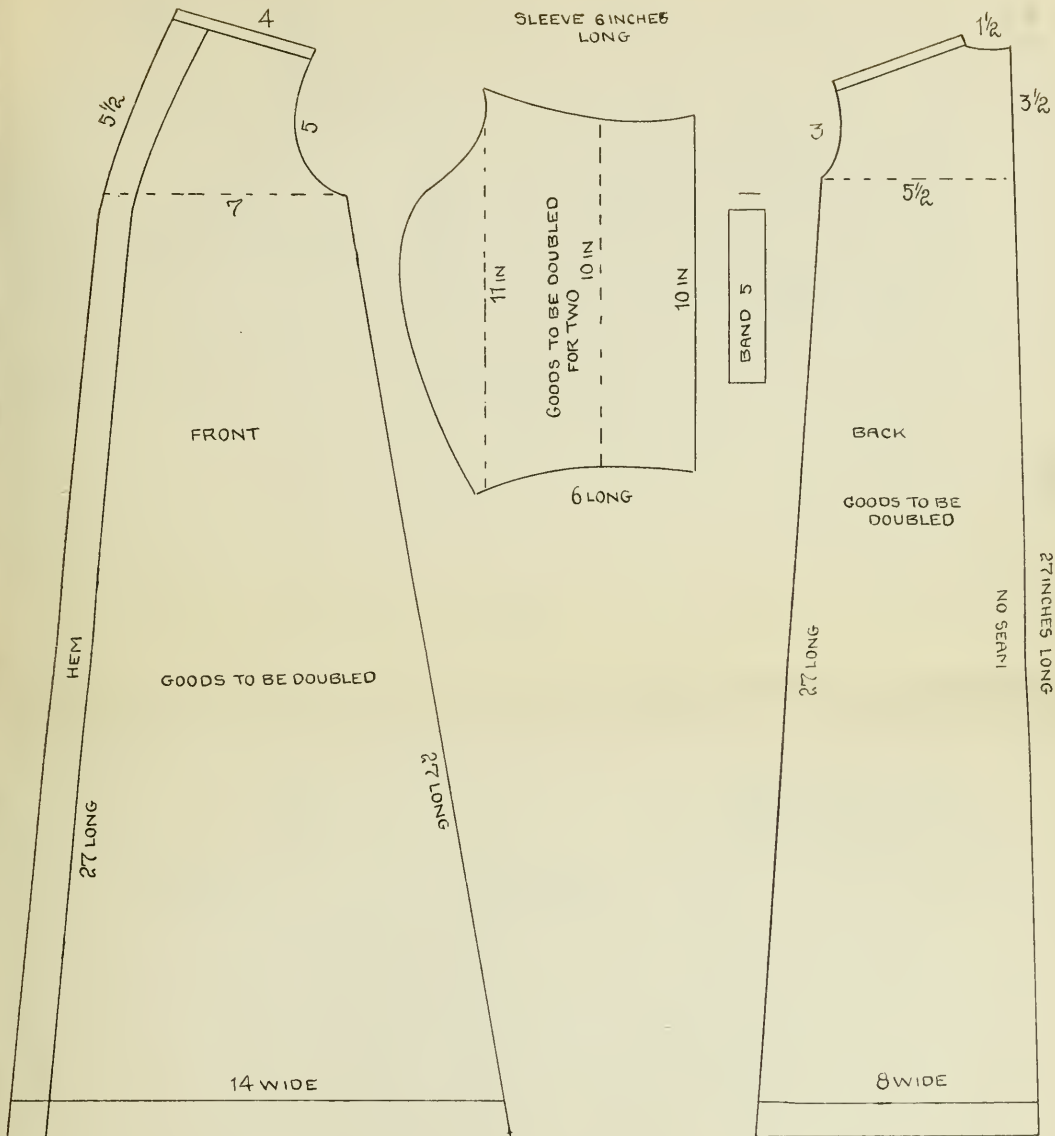 4
SLEEVE 6 INCHES
LONG
1½
5½
5
3½
3
7
5½
11 IN
GOODS TO BE DOUBLED
FOR TWO
10 IN
10 IN
BAND 5
FRONT
BACK
6 LONG
GOODS TO BE
DOUBLED
27 INCHES LONG
NO SEAM
HEM
27 LONG
GOODS TO BE DOUBLED
27 LONG
27 LONG
14 WIDE
8 WIDE